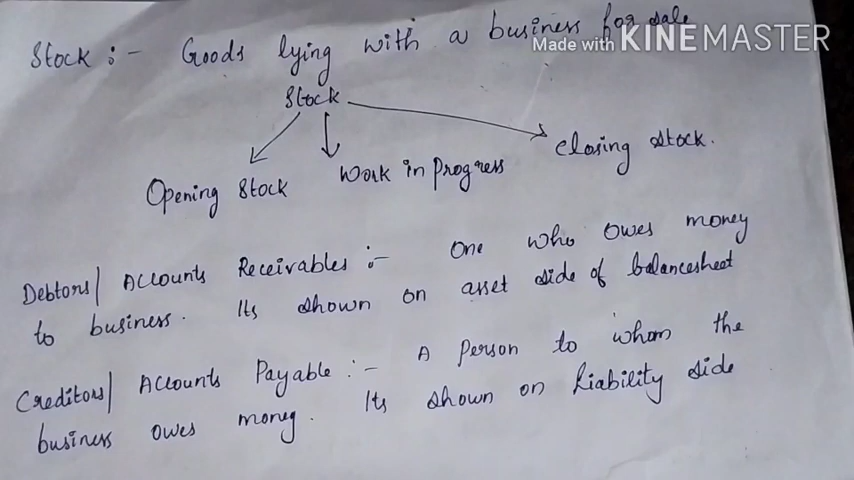 Stock :- Goods lying with a business for sale
Made with KINEMASTER
Stock
Opening Stock
Work in Progress
Closing stock.
Debtors/ Accounts Receivables :- One who owes money
to business. Its shown on asset side of balancesheet
Creditors/ Accounts Payable :- A person to whom the
business owes money. Its shown on liability side